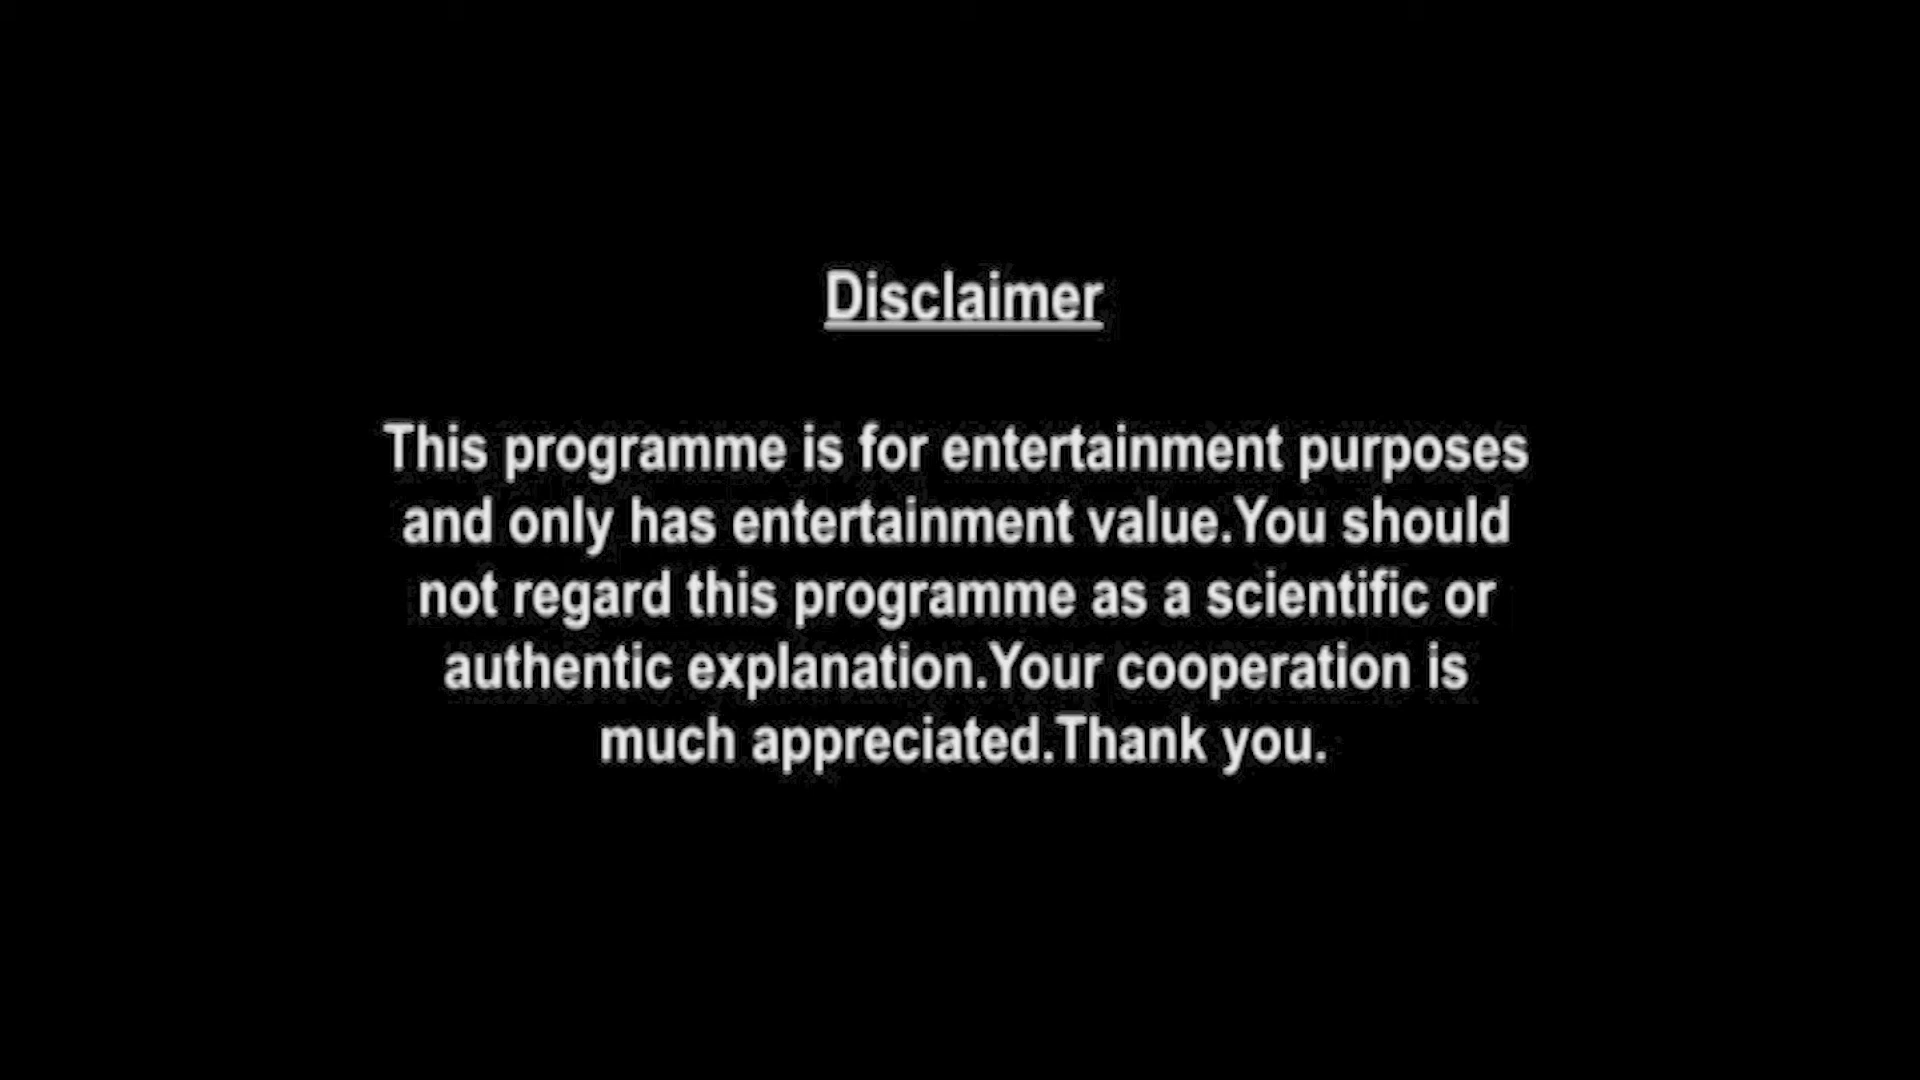 Disclaimer
This programme is for entertainment purposes
and only has entertainment value.You should
not regard this programme as a scientific or
authentic explanation.Your cooperation is
much appreciated.Thank you.